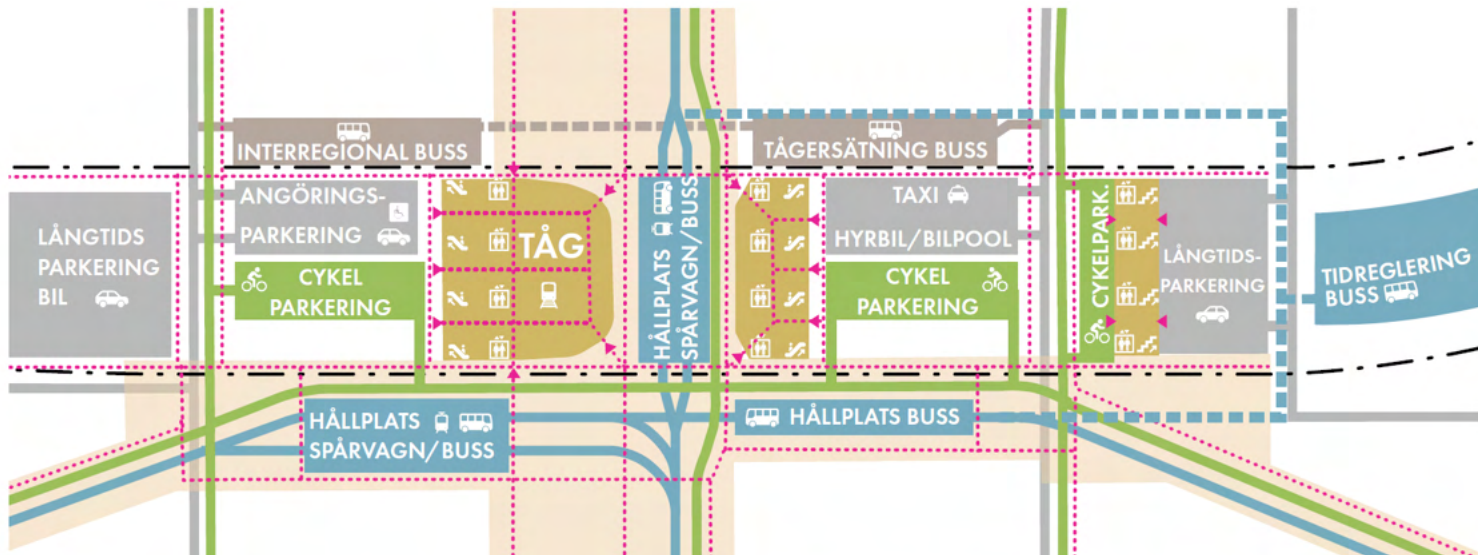 INTERREGIONAL BUSS
TÅGERSÄTNING BUSS
LÅNGTIDS
PARKERING
BIL
ANGÖRINGS-
PARKERING
CYKEL
PARKERING
TÅG
HÅLLPLATS
SPÅRVAGN/BUSS
TAXI
HYRBIL/BILPOOL
CYKEL
PARKERING
CYKELPARK.
LÅNGTIDS-
PARKERING
TIDREGLERING
BUSS
HÅLLPLATS
SPÅRVAGN/BUSS
HÅLLPLATS BUSS